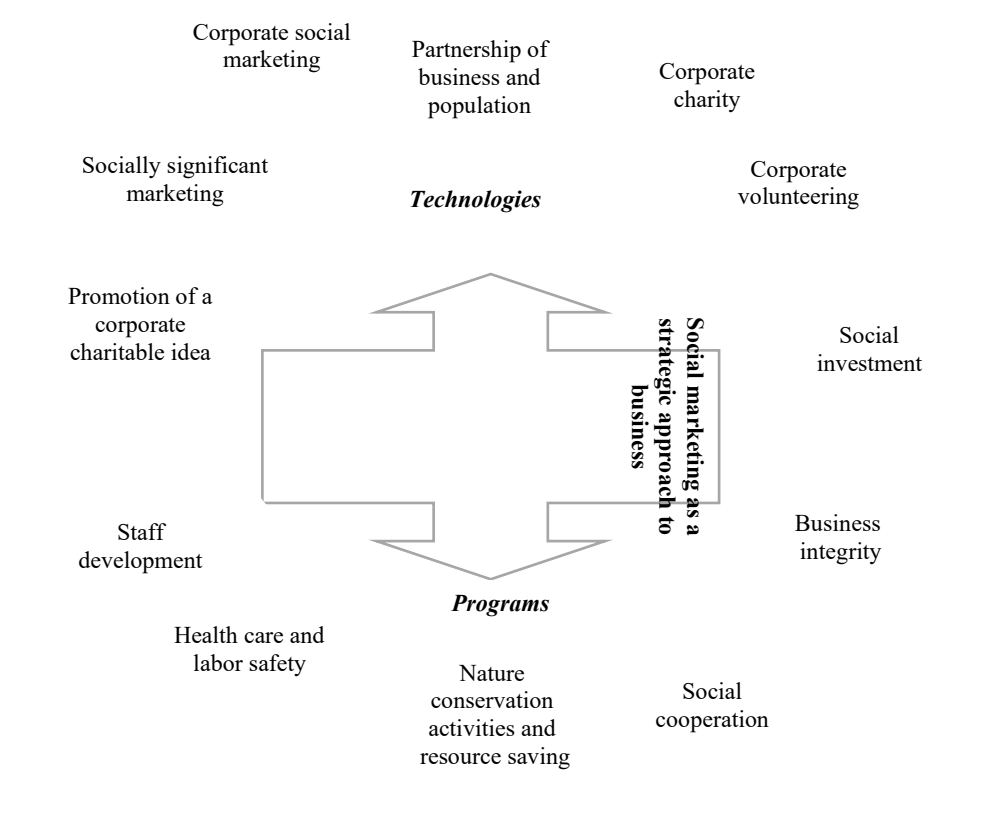 Corporate social
marketing
Partnership of
business and
population
Corporate
charity
Socially significant
marketing
Technologies
Corporate
volunteering
Promotion of a
corporate
charitable idea
Social marketing as a
strategic approach to
business
Social
investment
Staff
development
Business
integrity
Programs
Health care and
labor safety
Nature
conservation
activities and
resource saving
Social
cooperation